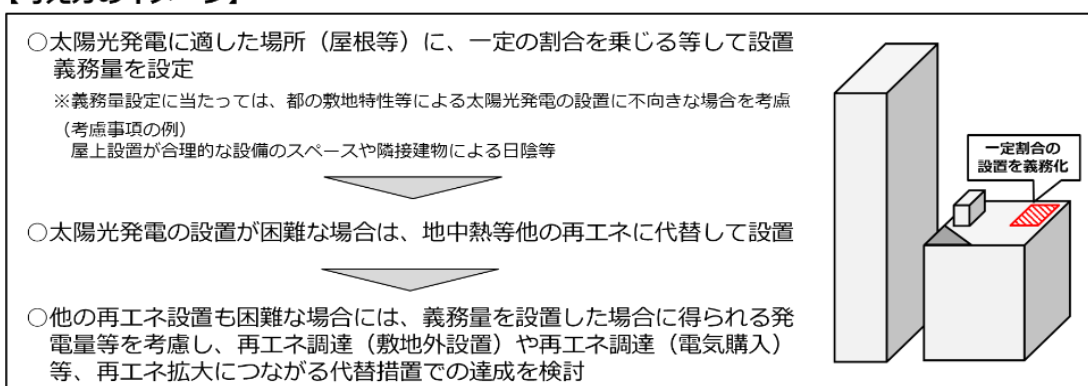 ○太陽光発電に適した場所（屋根等）に、一定の割合を乗じる等して設置
義務量を設定
※義務量設定に当たっては、都の敷地特性等による太陽光発電の設置に不向きな場合を考慮
（考慮事項の例）
屋上設置が合理的な設備のスペースや隣接建物による日陰等
一定割合の
設置を義務化
○太陽光発電の設置が困難な場合は、地中熱等他の再エネに代替して設置
○他の再エネ設置も困難な場合には、義務量を設置した場合に得られる発
電量等を考慮し、再エネ調達（敷地外設置）や再エネ調達（電気購入）
等、再エネ拡大につながる代替措置での達成を検討